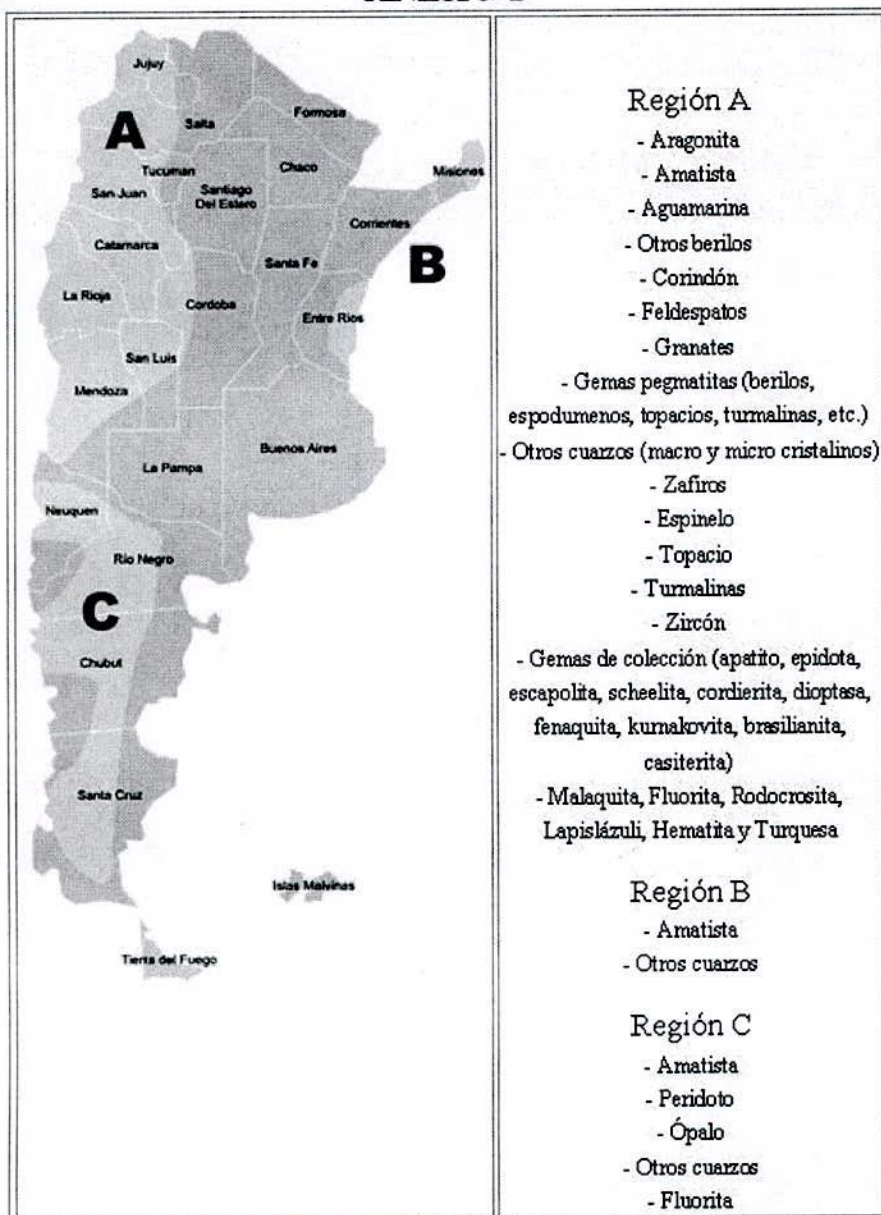 Jujuy
A
Salta
Formosa
Tucuman
Chaco
Misiones
San Juan
Santiago
Del Estero
Corrientes
Catamarca
Santa Fe
B
La Rioja
Cordoba
Entre Rios
San Luis
Mendoza
Buenos Aires
La Pampa
Neuquen
Rio Negro
C
Chubut
Santa Cruz
Islas Malvinas
Tierra del Fuego
Región A
- Aragonita
- Amatista
- Aguamarina
- Otros berilos
- Corindón
- Feldespatos
- Granates
- Gemas pegmatitas (berilos,
espodumenos, topacios, turmalinas, etc.)
- Otros cuarzos (macro y micro cristalinos)
- Zafiros
- Espinelo
- Topacio
- Turmalinas
- Zircón
- Gemas de colección (apatito, epidota,
escapolita, scheelita, cordierita, dioptasa,
fenaquita, kurnakovita, brasilianita,
casiterita)
- Malaquita, Fluorita, Rodocrosita,
Lapislázuli, Hematita y Turquesa
Región B
- Amatista
- Otros cuarzos
Región C
- Amatista
- Peridoto
- Ópalo
- Otros cuarzos
- Fluorita